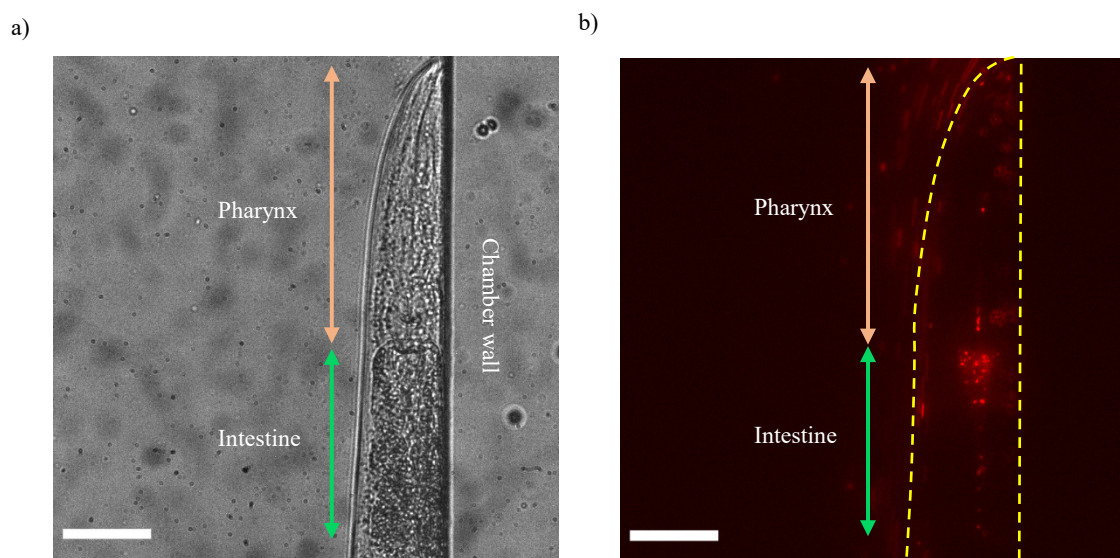 a)
Pharynx
Intestine
Chamber wall
b)
Pharynx
Intestine